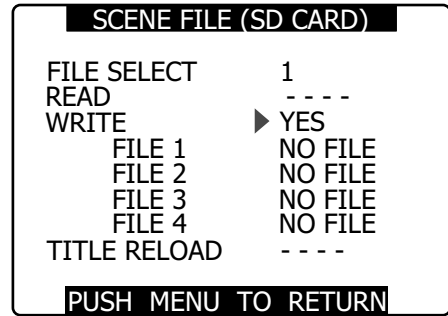 SCENE FILE (SD CARD)
FILE SELECT 1
READ - - - -
WRITE YES
FILE 1 NO FILE
FILE 2 NO FILE
FILE 3 NO FILE
FILE 4 NO FILE
TITLE RELOAD - - - -
PUSH MENU TO RETURN